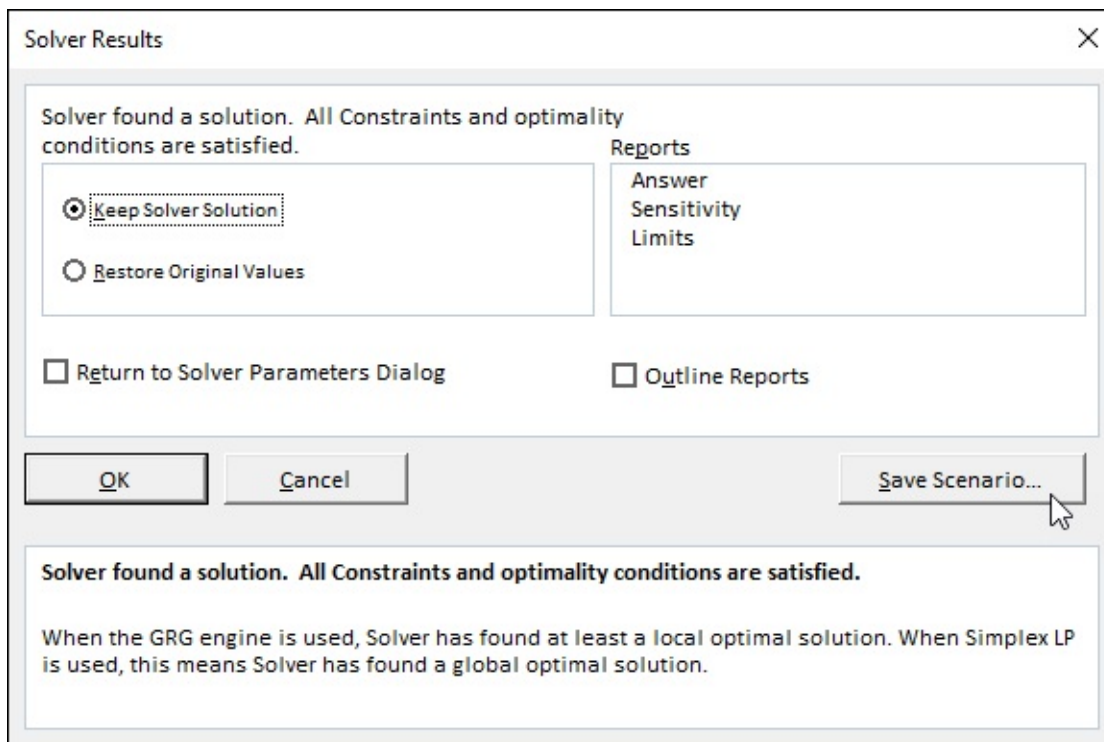 Solver Results
Solver found a solution.  All Constraints and optimality
conditions are satisfied.
Keep Solver Solution
Restore Original Values
Reports
Answer
Sensitivity
Limits
Return to Solver Parameters Dialog
Outline Reports
OK
Cancel
Save Scenario...
Solver found a solution.  All Constraints and optimality conditions are satisfied.
When the GRG engine is used, Solver has found at least a local optimal solution. When Simplex LP
is used, this means Solver has found a global optimal solution.